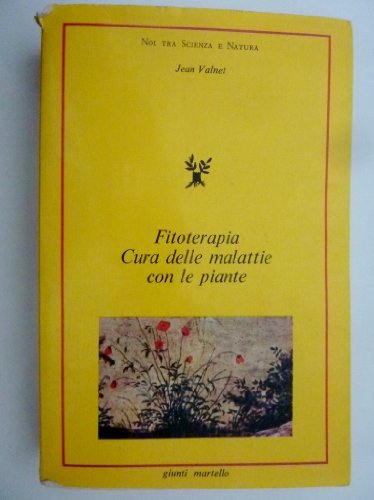 Noi tra Scienza e Natura
Jean Valnet
Fitoterapia
Cura delle malattie
con le piante
giunti martello